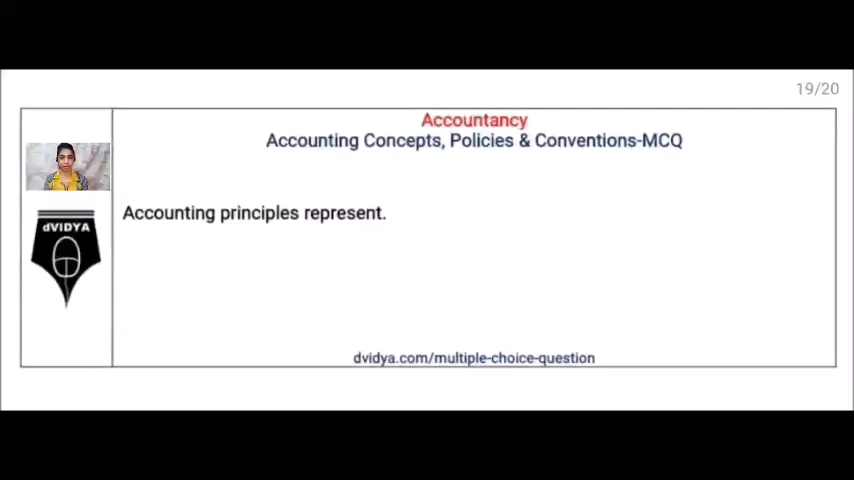 19/20
Accountancy
Accounting Concepts, Policies & Conventions-MCQ
dVIDYA
Accounting principles represent.
dvidya.com/multiple-choice-question